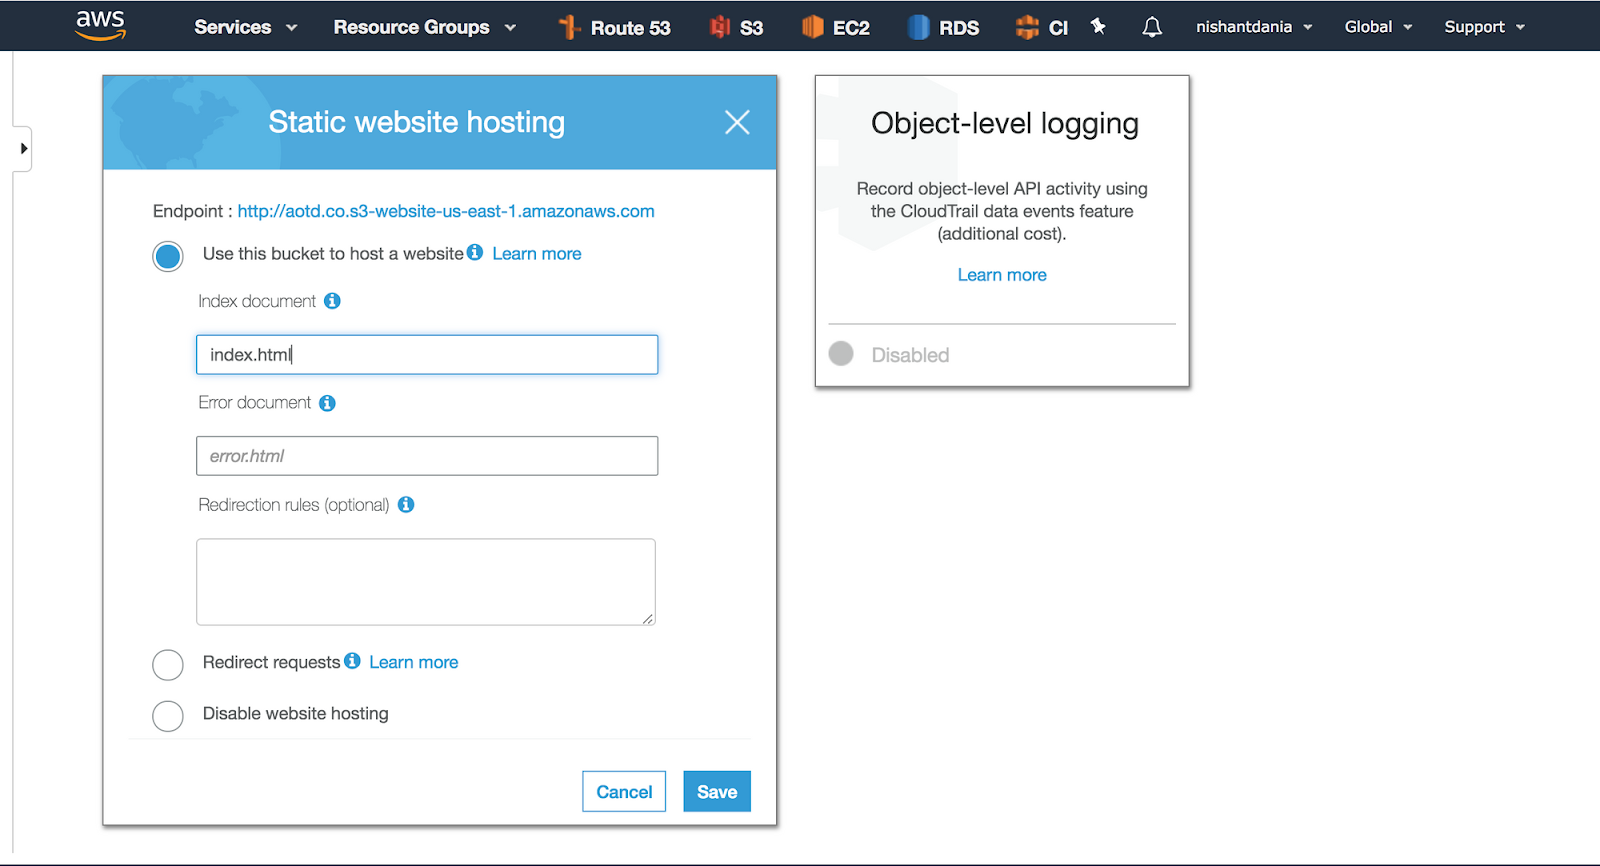 aws Services Resource Groups Route 53 S3 EC2 RDS CI nishantdania Global Support
Static website hosting
Endpoint : http://aotd.co.s3-website-us-east-1.amazonaws.com
Use this bucket to host a website Learn more
Index document
index.html
Error document
error.html
Redirection rules (optional)
Redirect requests Learn more
Disable website hosting
Cancel Save
Object-level logging
Record object-level API activity using
the CloudTrail data events feature
(additional cost).
Learn more
Disabled